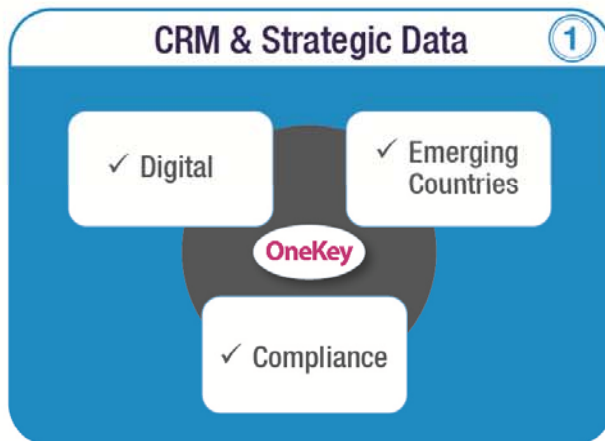 CRM & Strategic Data
1
✓ Digital
✓ Emerging
Countries
OneKey
✓ Compliance